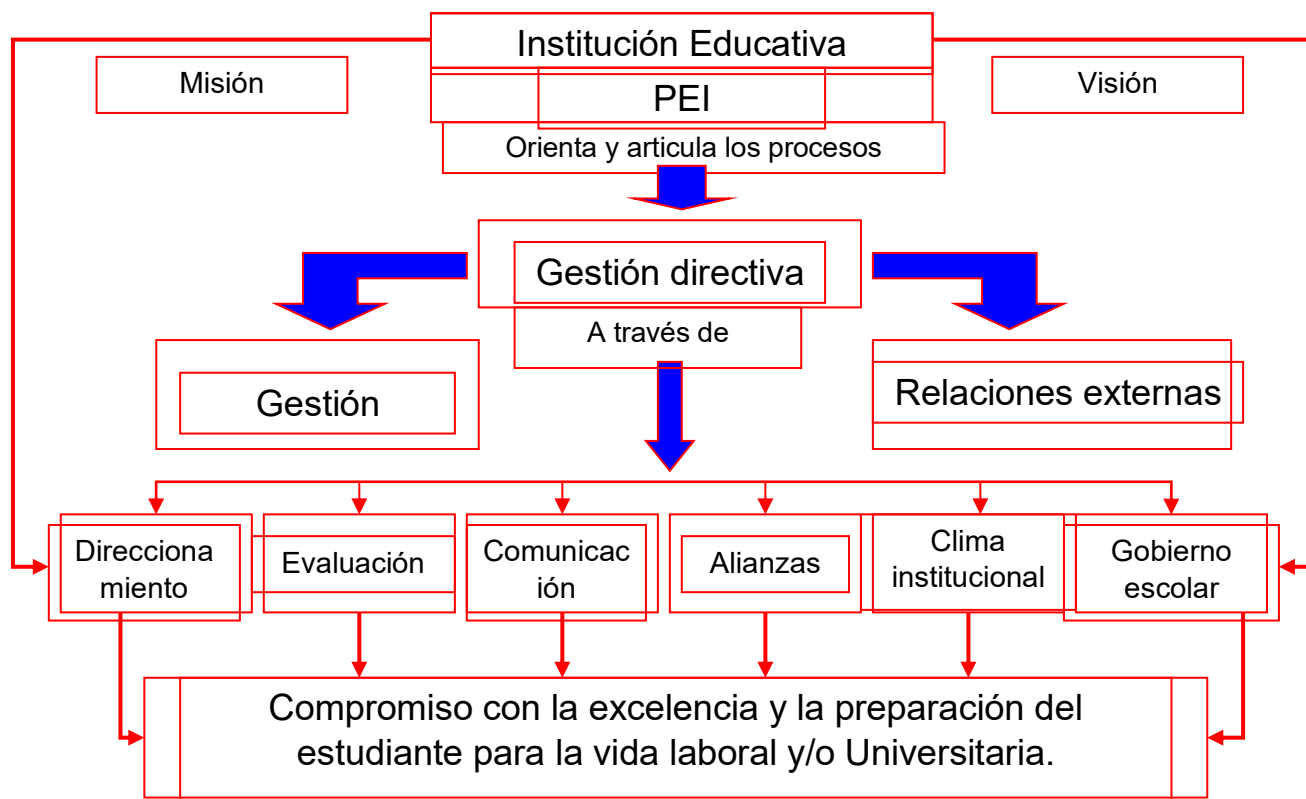 Institución Educativa
Misión
PEI
Visión
Orienta y articula los procesos
Gestión directiva
A través de
Gestión
Relaciones externas
Direcciona
miento
Evaluación
Comunicac
ión
Alianzas
Clima
institucional
Gobierno
escolar
Compromiso con la excelencia y la preparación del
estudiante para la vida laboral y/o Universitaria.